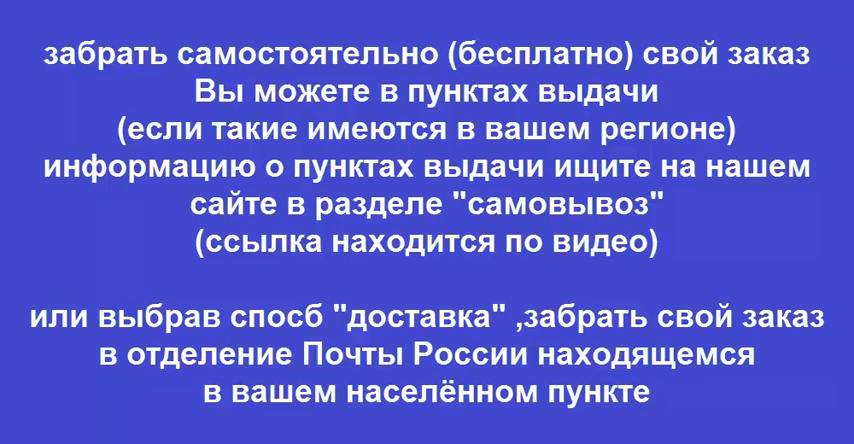 забрать самостоятельно (бесплатно) свой заказ
Вы можете в пунктах выдачи
(если такие имеются в вашем регионе)
информацию о пунктах выдачи ищите на нашем
сайте в разделе "самовывоз"
(ссылка находится по видео)
или выбрав спосб "доставка" ,забрать свой заказ
в отделение Почты России находящемся
в вашем населённом пункте